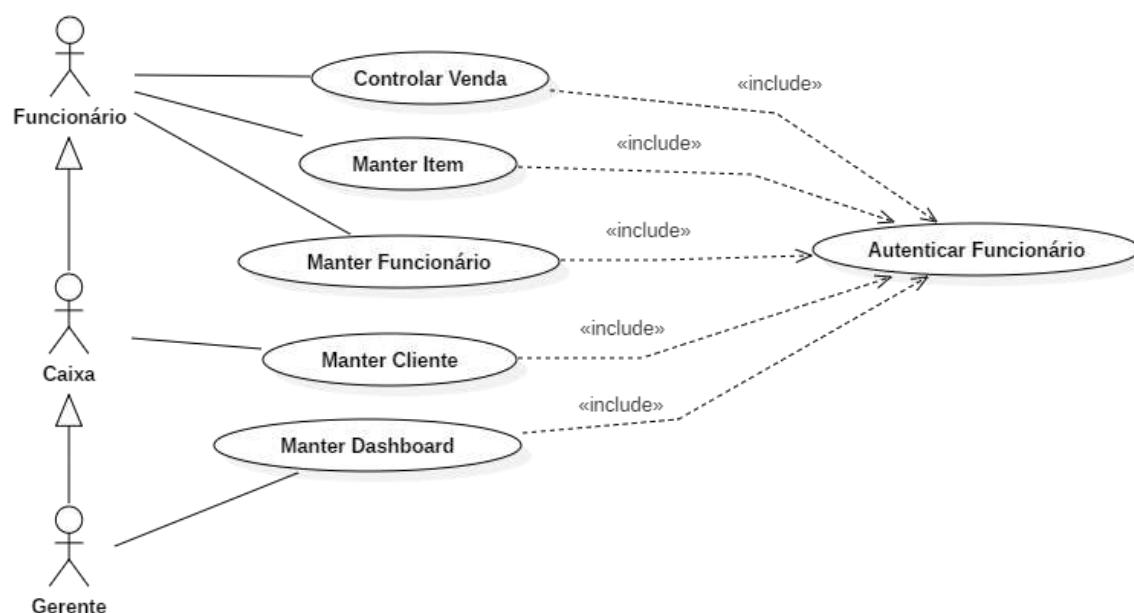 Funcionário
Controlar Venda
«include»
Manter Item
«include»
Manter Funcionário
«include»
Autenticar Funcionário
Caixa
Manter Cliente
«include»
Manter Dashboard
«include»
Gerente